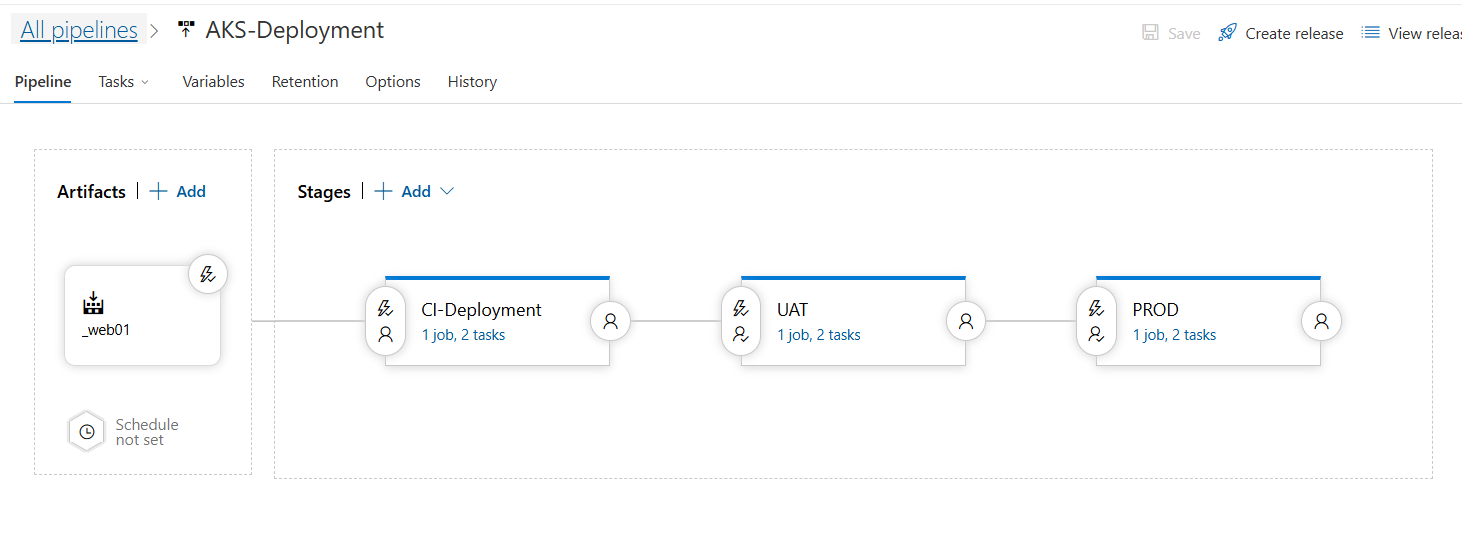 All pipelines
AKS-Deployment
Save
Create release
View relea
Pipeline
Tasks
Variables
Retention
Options
History
Artifacts
Add
Stages
Add
_web01
Schedule
not set
CI-Deployment
1 job, 2 tasks
UAT
1 job, 2 tasks
PROD
1 job, 2 tasks